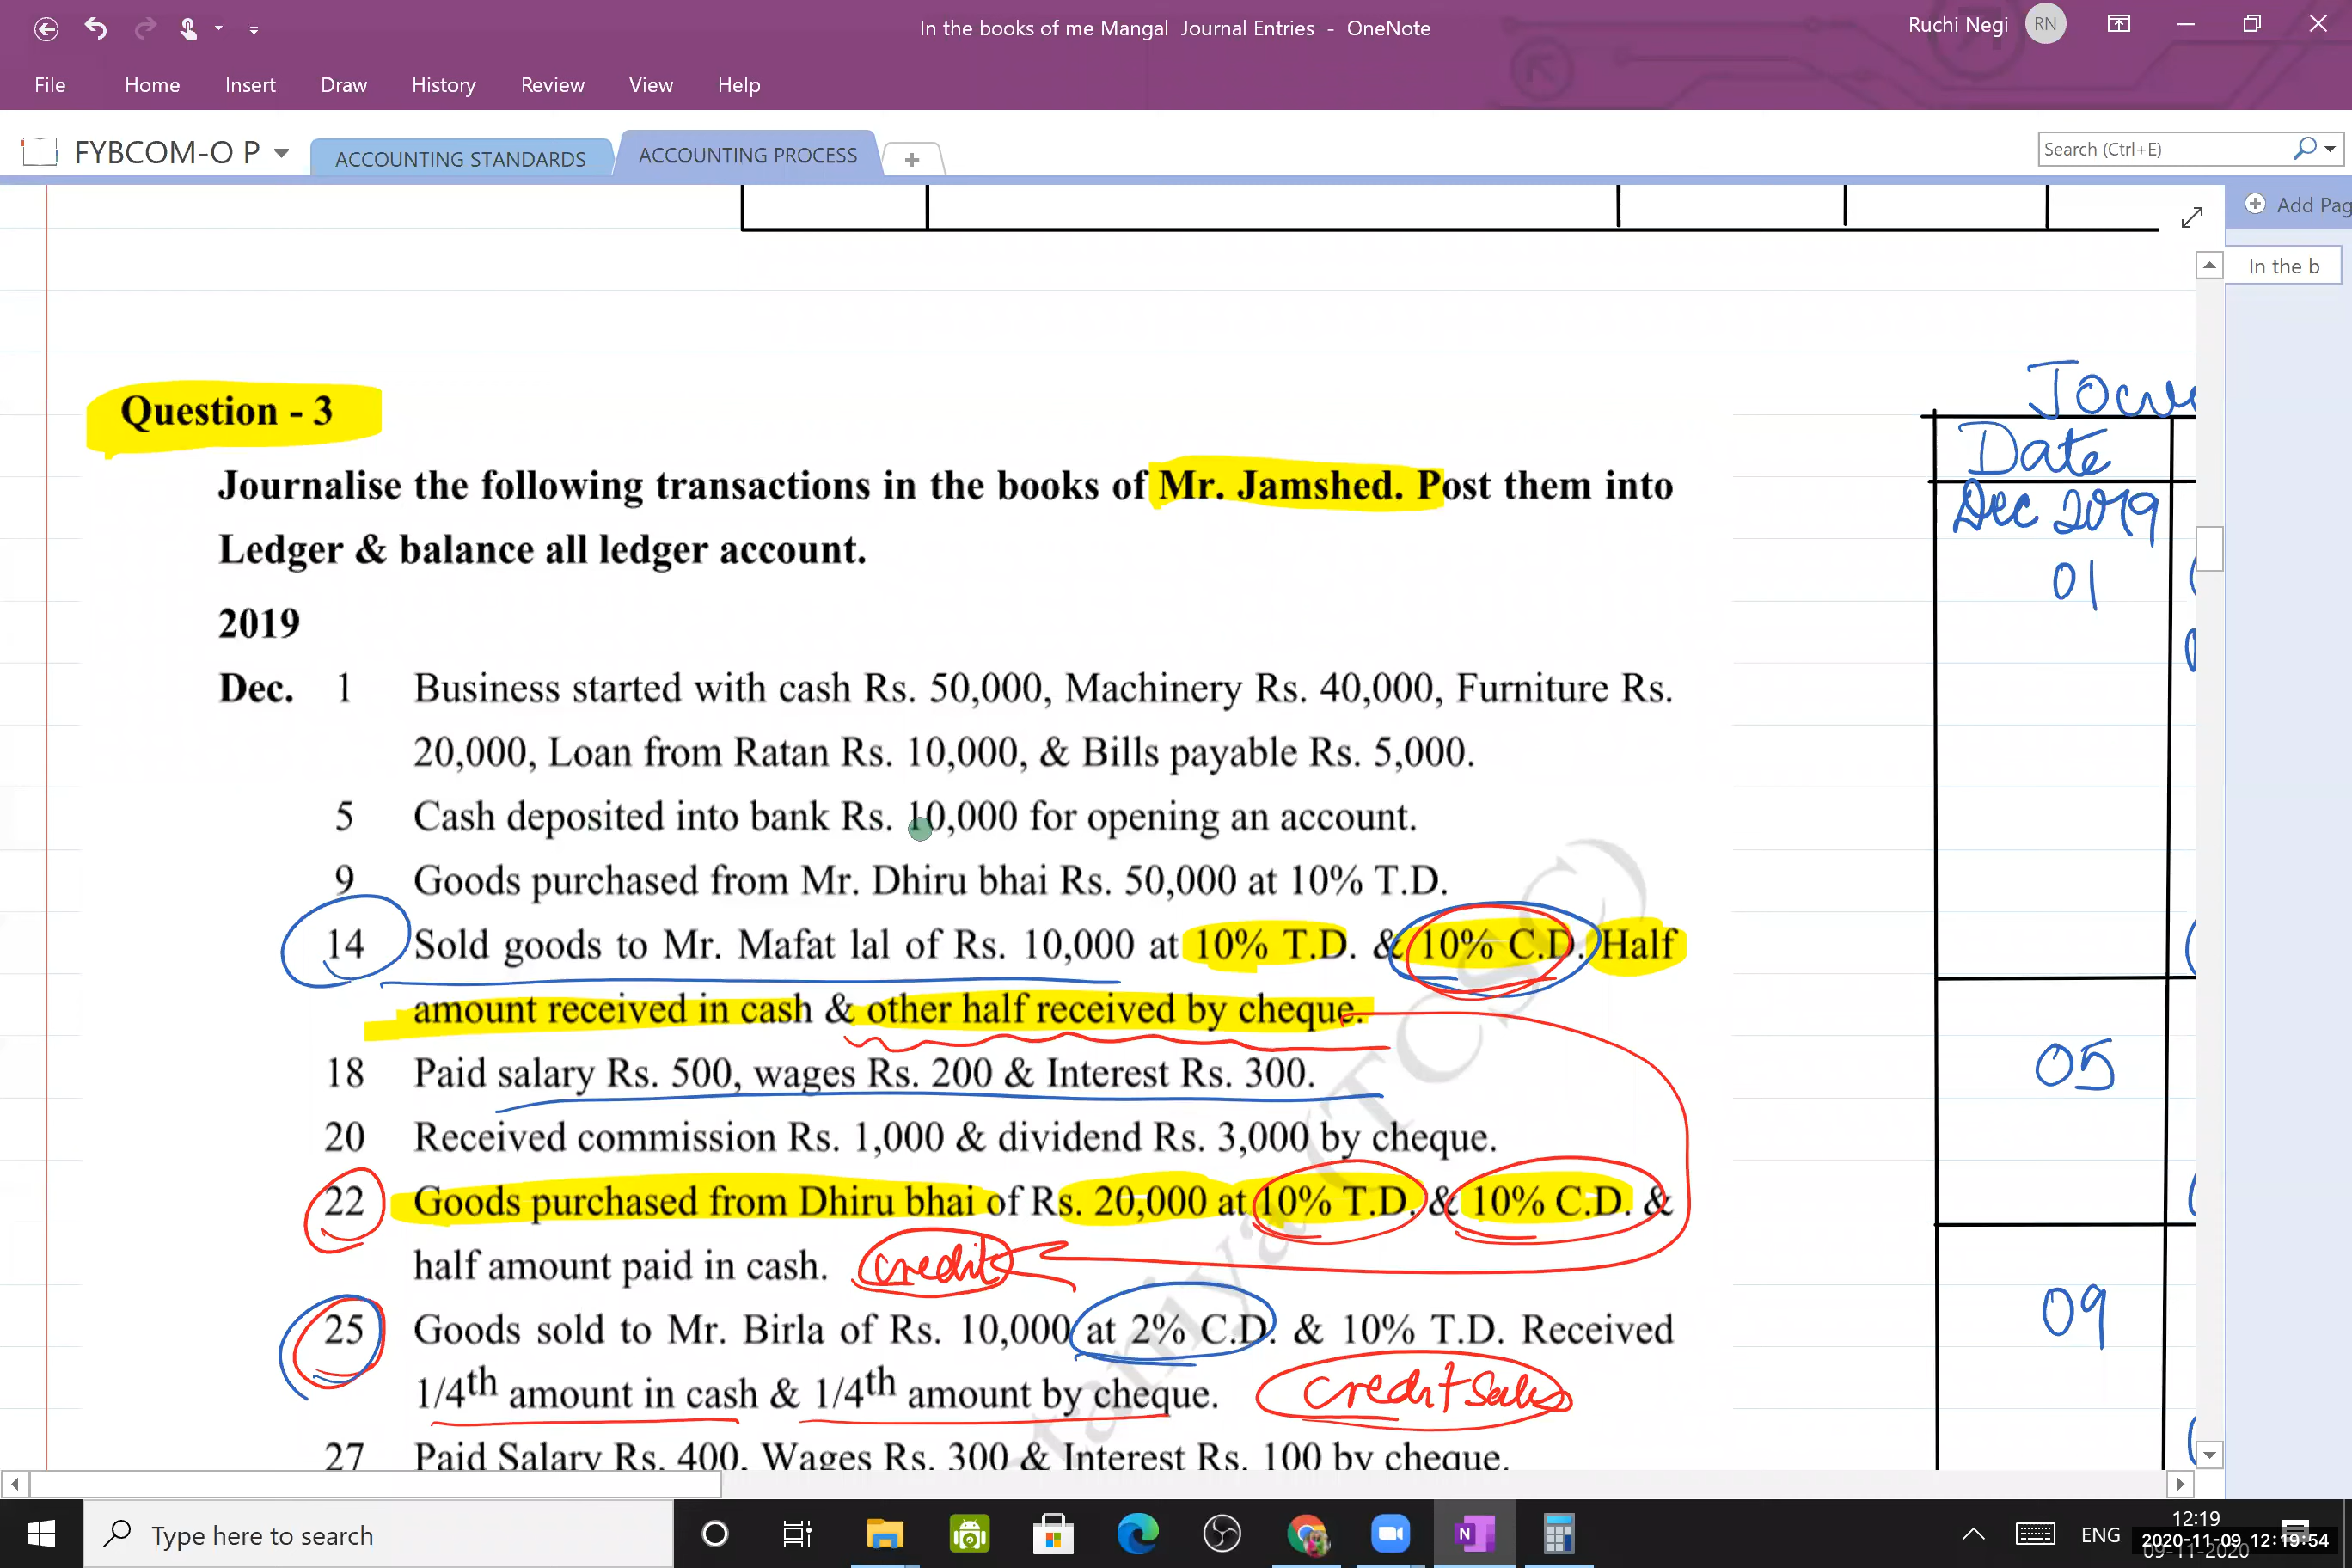 In the books of me Mangal Journal Entries - OneNote
Ruchi Negi RN
File Home Insert Draw History Review View Help
FYBCOM-O P ACCOUNTING STANDARDS ACCOUNTING PROCESS + Search (Ctrl+E)
Add Pag
In the b
Question - 3
Journalise the following transactions in the books of Mr. Jamshed. Post them into
Ledger & balance all ledger account.
2019
Dec. 1 Business started with cash Rs. 50,000, Machinery Rs. 40,000, Furniture Rs.
20,000, Loan from Ratan Rs. 10,000, & Bills payable Rs. 5,000.
5 Cash deposited into bank Rs. 10,000 for opening an account.
9 Goods purchased from Mr. Dhiru bhai Rs. 50,000 at 10% T.D.
14 Sold goods to Mr. Mafat lal of Rs. 10,000 at 10% T.D. & 10% C.D. Half
amount received in cash & other half received by cheque.
18 Paid salary Rs. 500, wages Rs. 200 & Interest Rs. 300.
20 Received commission Rs. 1,000 & dividend Rs. 3,000 by cheque.
22 Goods purchased from Dhiru bhai of Rs. 20,000 at 10% T.D. & 10% C.D. &
half amount paid in cash. credit
25 Goods sold to Mr. Birla of Rs. 10,000 at 2% C.D. & 10% T.D. Received
1/4th amount in cash & 1/4th amount by cheque. credit Sales
27 Paid Salary Rs. 400, Wages Rs. 300 & Interest Rs. 100 by cheque.
Date
Dec 2019
01
05
09
(TCSC)
Type here to search
ENG
12:19
2020-11-09 12:19:54
09-11-2020